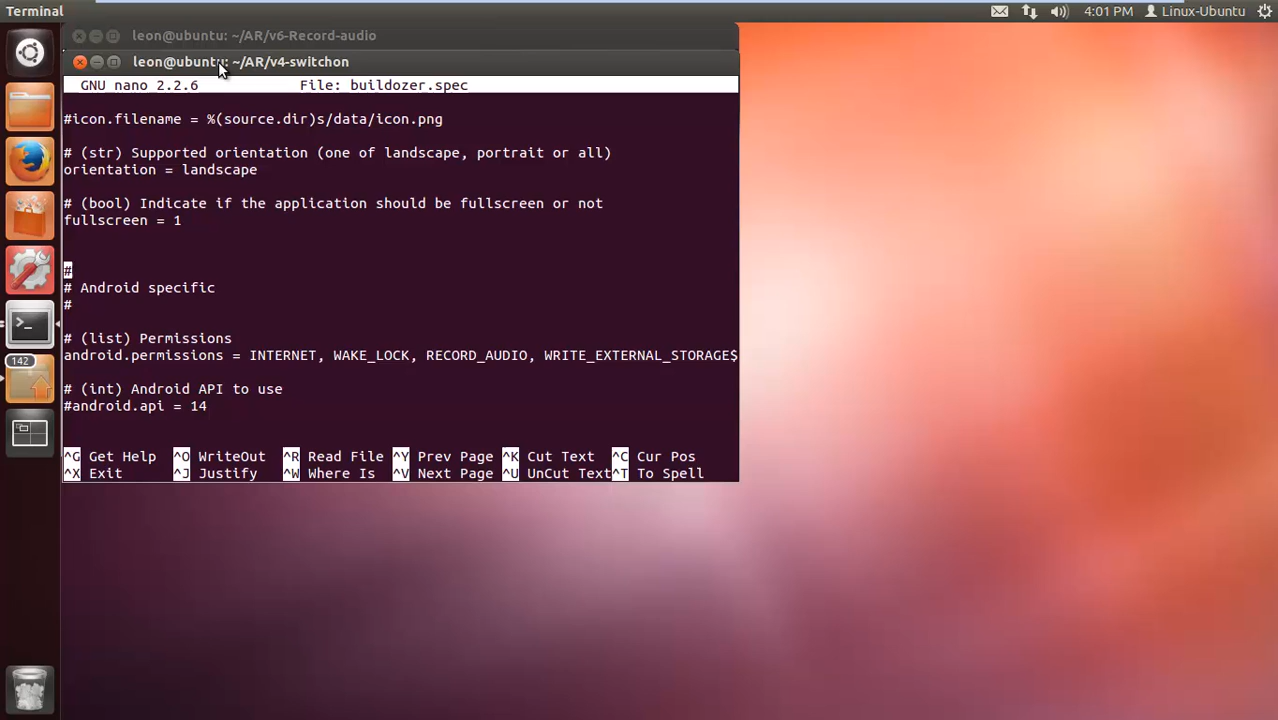 Terminal
4:01 PM
Linux-Ubuntu
leon@ubuntu: ~/AR/v6-Record-audio
leon@ubuntu: ~/AR/v4-switchon
GNU nano 2.2.6 File: buildozer.spec
#icon.filename = %(source.dir)s/data/icon.png
# (str) Supported orientation (one of landscape, portrait or all)
orientation = landscape
# (bool) Indicate if the application should be fullscreen or not
fullscreen = 1
#
# Android specific
#
# (list) Permissions
android.permissions = INTERNET, WAKE_LOCK, RECORD_AUDIO, WRITE_EXTERNAL_STORAGE$
# (int) Android API to use
#android.api = 14
^G Get Help ^O WriteOut ^R Read File ^Y Prev Page ^K Cut Text ^C Cur Pos
^X Exit ^J Justify ^W Where Is ^V Next Page ^U UnCut Text ^T To Spell
142